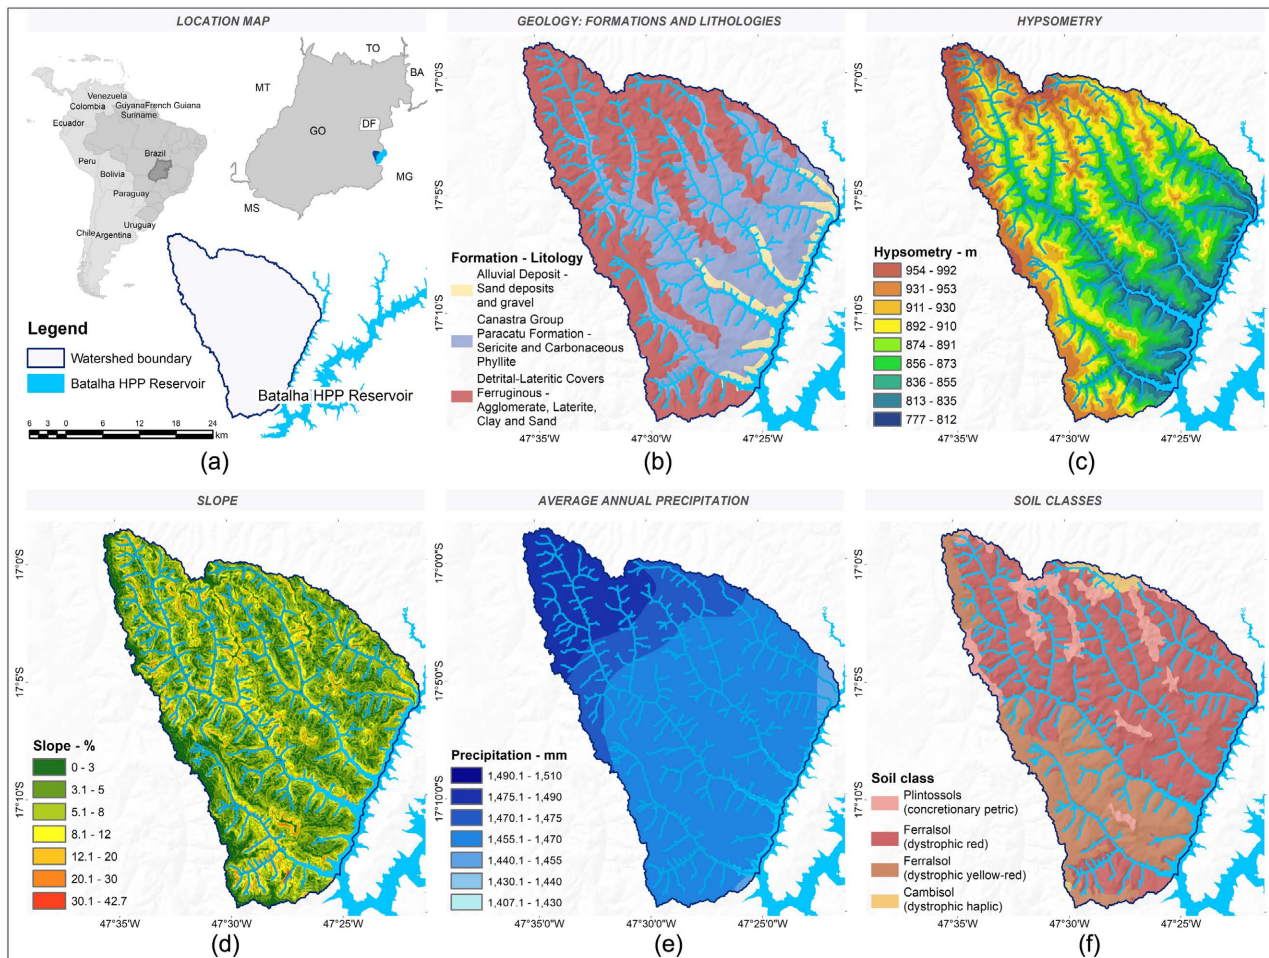 LOCATION MAP
Venezuela
Colombia
Guyana
French Guiana
Suriname
Ecuador
Brazil
Peru
Bolivia
Paraguay
Uruguay
Chile
Argentina
TO
BA
MT
GO
DF
MG
MS
Legend
Watershed boundary
Batalha HPP Reservoir
Batalha HPP Reservoir
6 3 0 6 12 18 24
km
(a)
GEOLOGY: FORMATIONS AND LITHOLOGIES
17°0'S
17°5'S
17°10'S
Formation - Litology
Alluvial Deposit -
Sand deposits
and gravel
Canastra Group
Paracatu Formation -
Sericite and Carbonaceous
Phyllite
Detrital-Lateritic Covers
Ferruginous -
Agglomerate, Laterite,
Clay and Sand
47°35'W 47°30'W 47°25'W
(b)
HYPSOMETRY
17°0'S
17°5'S
17°10'S
Hypsometry - m
954 - 992
931 - 953
911 - 930
892 - 910
874 - 891
856 - 873
836 - 855
813 - 835
777 - 812
47°35'W 47°30'W 47°25'W
(c)
SLOPE
17°0'S
17°5'S
17°10'S
Slope - %
0 - 3
3.1 - 5
5.1 - 8
8.1 - 12
12.1 - 20
20.1 - 30
30.1 - 42.7
47°35'W 47°30'W 47°25'W
(d)
AVERAGE ANNUAL PRECIPITATION
17°0'0"S
17°5'0"S
17°10'0"S
Precipitation - mm
1,490.1 - 1,510
1,475.1 - 1,490
1,470.1 - 1,475
1,455.1 - 1,470
1,440.1 - 1,455
1,430.1 - 1,440
1,407.1 - 1,430
47°35'W 47°30'W 47°25'W
(e)
SOIL CLASSES
17°0'S
17°5'S
17°10'S
Soil class
Plintossols
(concretionary petric)
Ferralsol
(dystrophic red)
Ferralsol
(dystrophic yellow-red)
Cambisol
(dystrophic haplic)
47°35'W 47°30'W 47°25'W
(f)